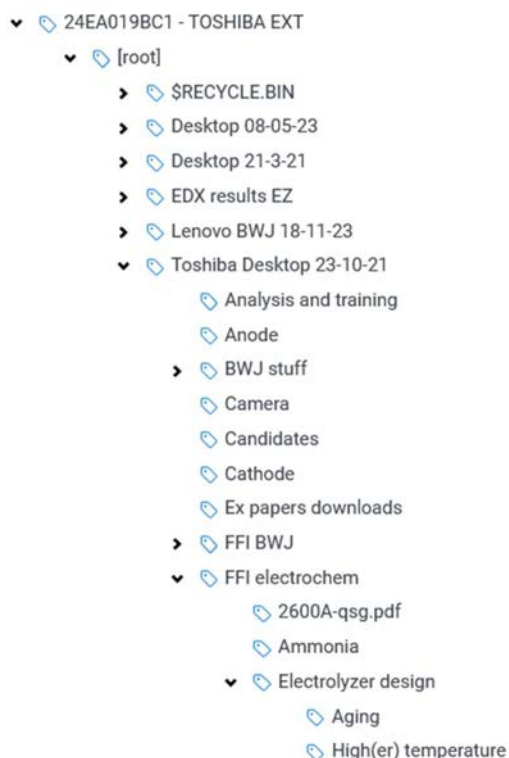 24EA019BC1 - TOSHIBA EXT
[root]
$RECYCLE.BIN
Desktop 08-05-23
Desktop 21-3-21
EDX results EZ
Lenovo BWJ 18-11-23
Toshiba Desktop 23-10-21
Analysis and training
Anode
BWJ stuff
Camera
Candidates
Cathode
Ex papers downloads
FFI BWJ
FFI electrochem
2600A-qsg.pdf
Ammonia
Electrolyzer design
Aging
High(er) temperature